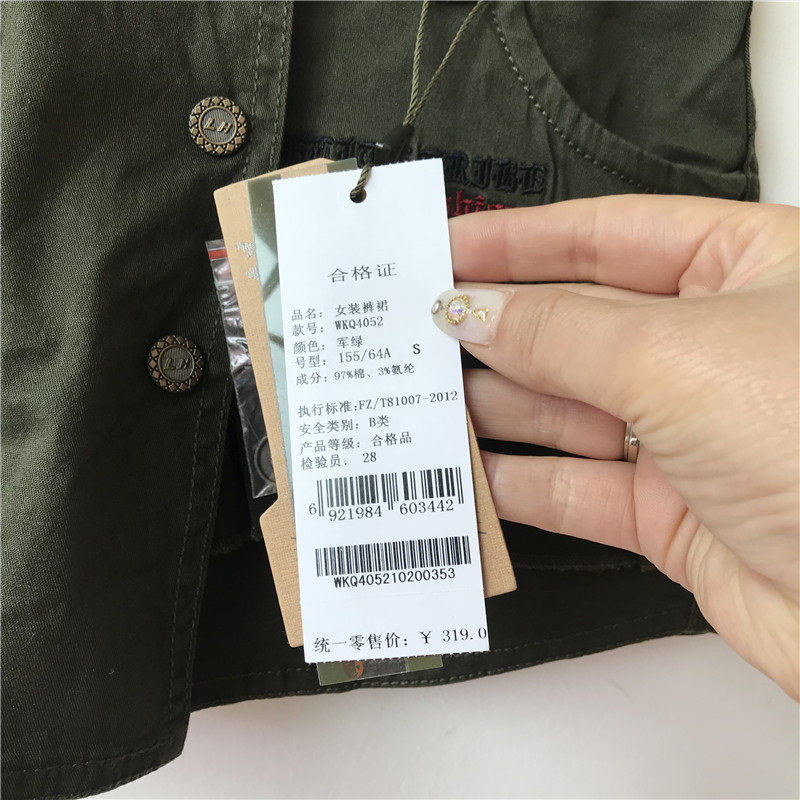 LH
LH
合格证
品名: 女装裤裙
款号: WKQ4052
颜色: 军绿
号型: 155/64A S
成分: 97%棉、3%氨纶
执行标准:FZ/T81007-2012
安全类别: B类
产品等级: 合格品
检验员: 28
6 921984 603442
WKQ405210200353
统一零售价: ¥ 319.0